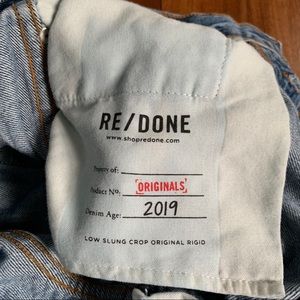 RE/DONE
www.shopredone.com
Property of:
Product No. ORIGINALS
Denim Age: 2019
LOW SLUNG CROP ORIGINAL RIGID